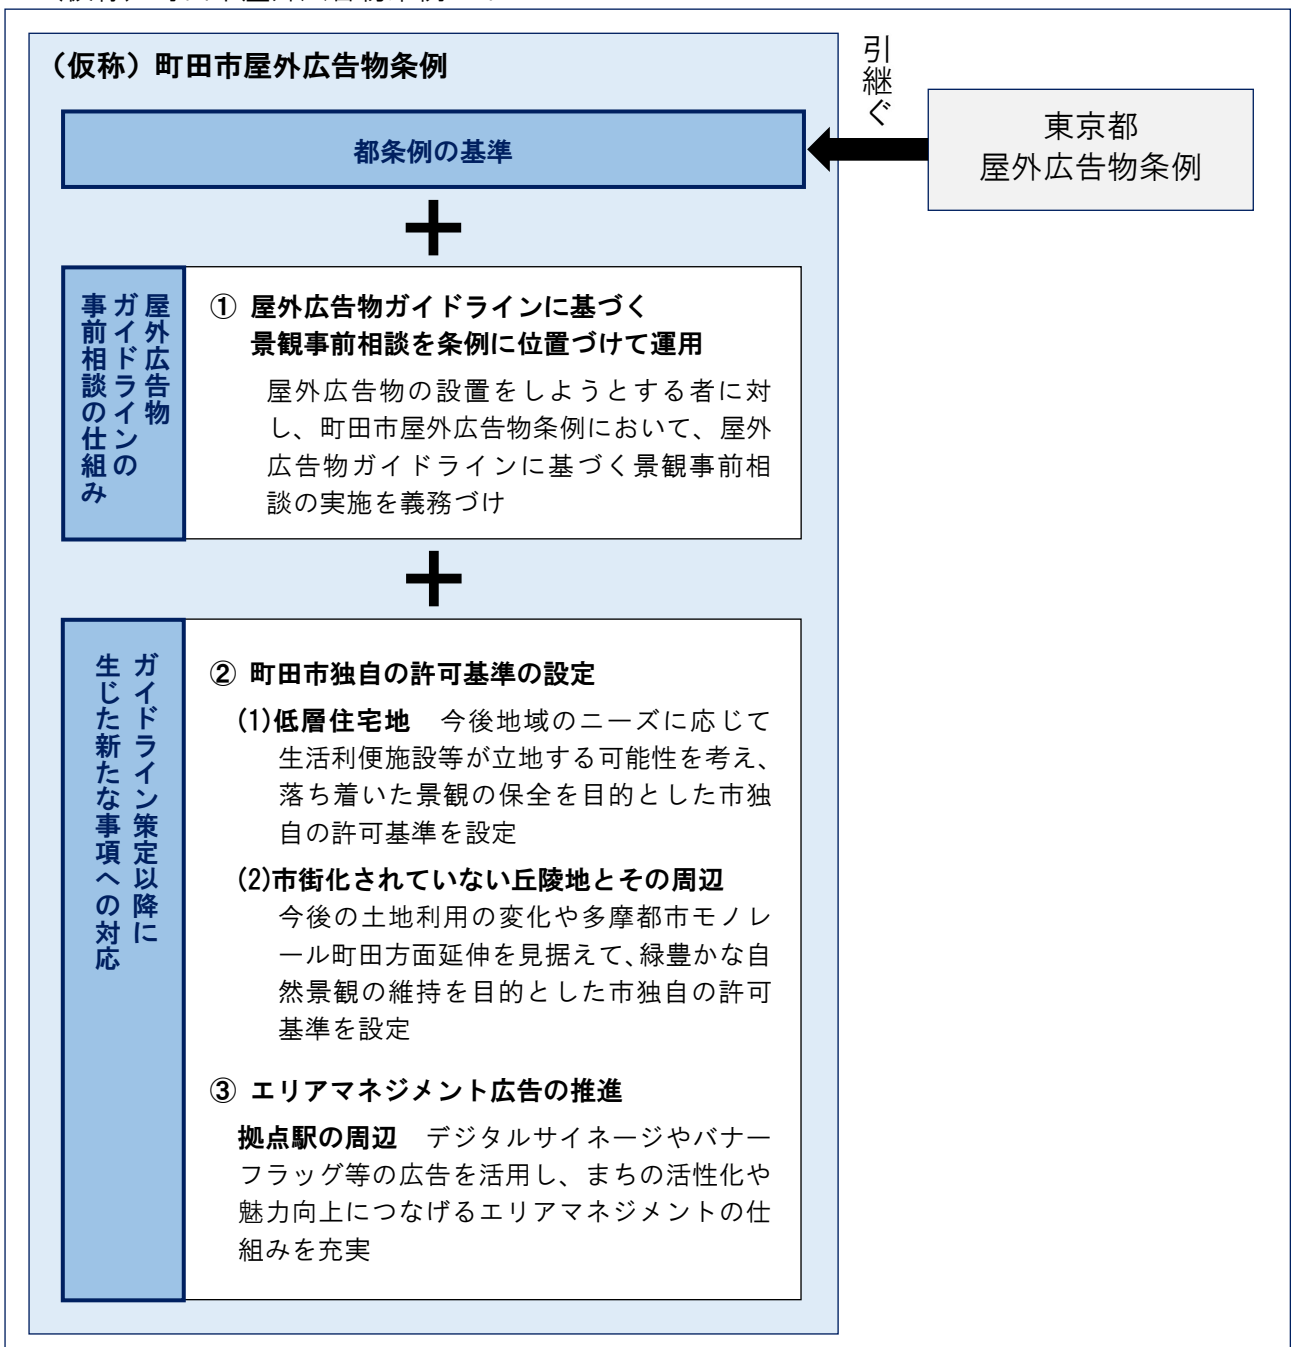 （仮称）町田市屋外広告物条例
都条例の基準
引継ぐ
東京都
屋外広告物条例
＋
屋外広告物
ガイドラインの
事前相談の仕組み
① 屋外広告物ガイドラインに基づく
景観事前相談を条例に位置づけて運用
屋外広告物の設置をしようとする者に対
し、町田市屋外広告物条例において、屋外
広告物ガイドラインに基づく景観事前相
談の実施を義務づけ
＋
ガイドライン策定以降に
生じた新たな事項への対応
② 町田市独自の許可基準の設定
(1)低層住宅地　今後地域のニーズに応じて
生活利便施設等が立地する可能性を考え、
落ち着いた景観の保全を目的とした市独
自の許可基準を設定
(2)市街化されていない丘陵地とその周辺
今後の土地利用の変化や多摩都市モノレ
ール町田方面延伸を見据えて、緑豊かな自
然景観の維持を目的とした市独自の許可
基準を設定
③ エリアマネジメント広告の推進
拠点駅の周辺　デジタルサイネージやバナー
フラッグ等の広告を活用し、まちの活性化や
魅力向上につなげるエリアマネジメントの仕
組みを充実